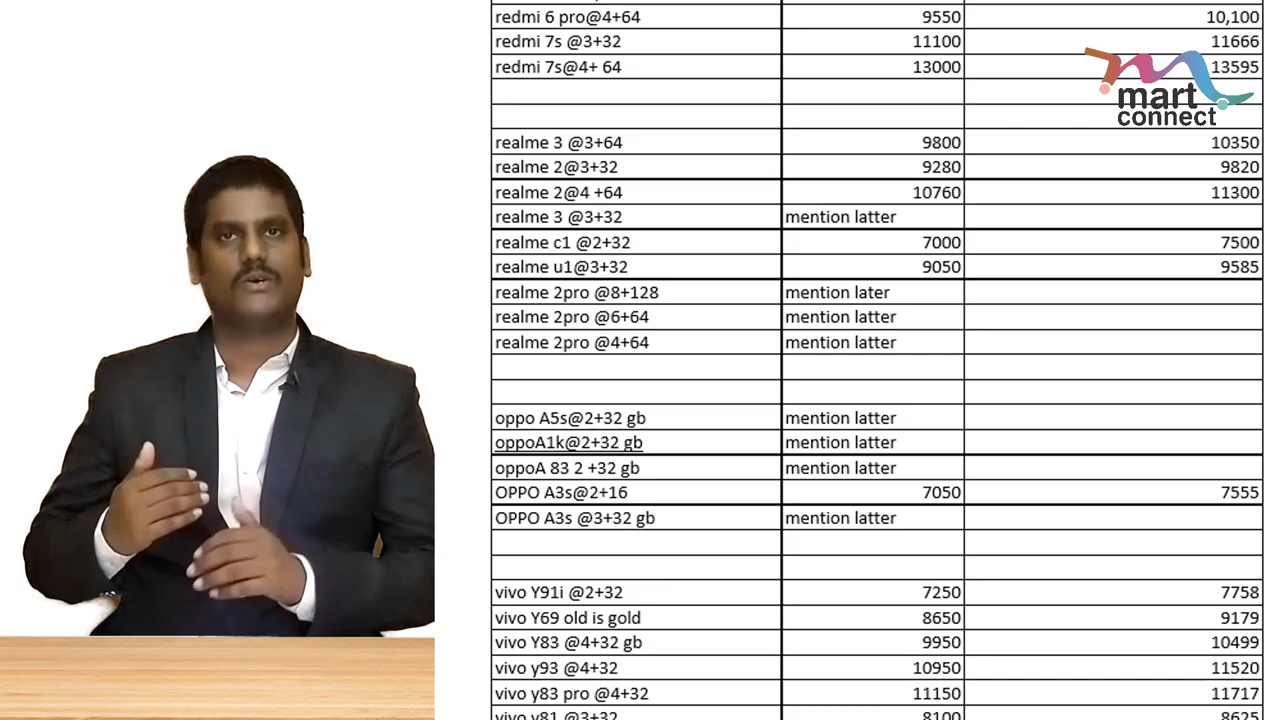 redmi 6 pro@4+64 9550 10,100
redmi 7s @3+32 11100 11666
redmi 7s@4+ 64 13000 13595
mart
connect
realme 3 @3+64 9800 10350
realme 2@3+32 9280 9820
realme 2@4 +64 10760 11300
realme 3 @3+32 mention latter
realme c1 @2+32 7000 7500
realme u1@3+32 9050 9585
realme 2pro @8+128 mention later
realme 2pro @6+64 mention latter
realme 2pro @4+64 mention latter
oppo A5s@2+32 gb mention latter
oppoA1k@2+32 gb mention latter
oppoA 83 2 +32 gb mention latter
OPPO A3s@2+16 7050 7555
OPPO A3s @3+32 gb mention latter
vivo Y91i @2+32 7250 7758
vivo Y69 old is gold 8650 9179
vivo Y83 @4+32 gb 9950 10499
vivo y93 @4+32 10950 11520
vivo y83 pro @4+32 11150 11717
vivo y81 @3+32 8100 8625